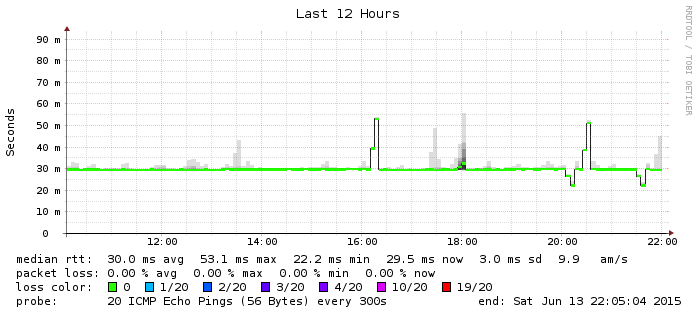 Last 12 Hours
RRDTOOL / TOBI OETIKER
Seconds
90 m
80 m
70 m
60 m
50 m
40 m
30 m
20 m
10 m
0
12:00 14:00 16:00 18:00 20:00 22:00
median rtt: 30.0 ms avg 53.1 ms max 22.2 ms min 29.5 ms now 3.0 ms sd 9.9 am/s
packet loss: 0.00 % avg 0.00 % max 0.00 % min 0.00 % now
loss color: 0 1/20 2/20 3/20 4/20 10/20 19/20
probe: 20 ICMP Echo Pings (56 Bytes) every 300s end: Sat Jun 13 22:05:04 2015